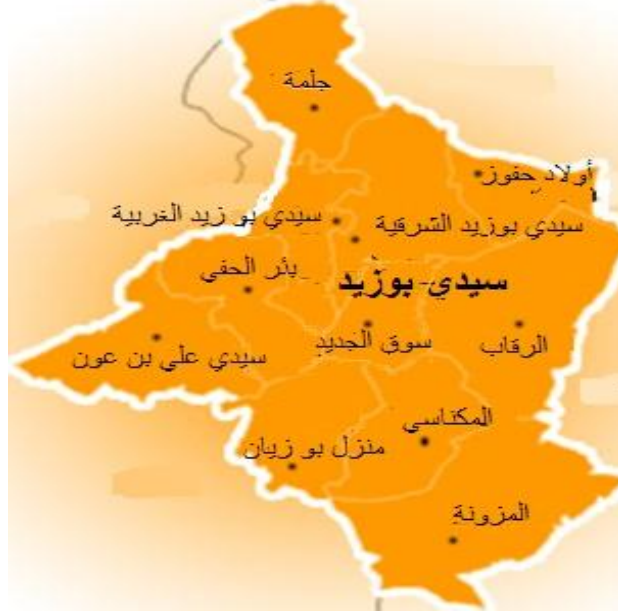 جلمة
أولاد حفوز
سيدي بو زيد الغربية
سيدي بوزيد الشرقية
بئر الحفي
سيدي بوزيد
سوق الجديد
الرقاب
سيدي علي بن عون
المكناسي
منزل بو زيان
المزونة